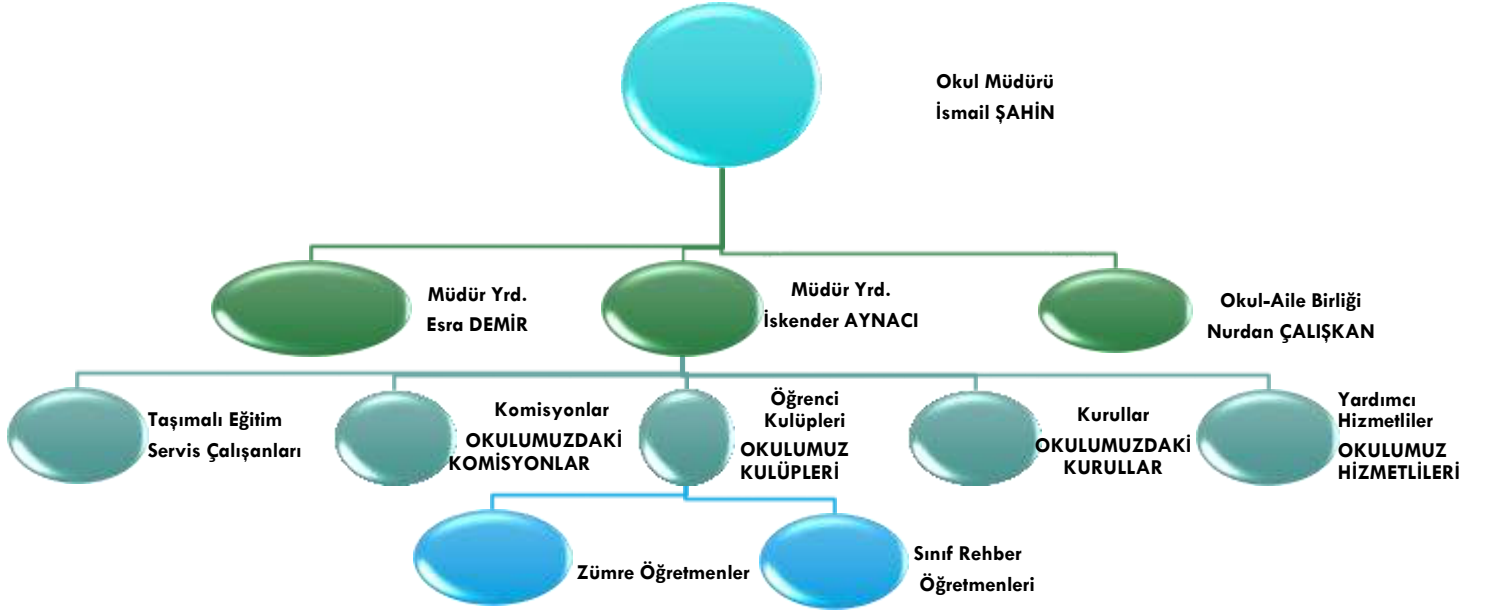 Okul Müdürü
İsmail ŞAHİN
Müdür Yrd.
Esra DEMİR
Müdür Yrd.
İskender AYNACI
Okul-Aile Birliği
Nurdan ÇALIŞKAN
Taşımalı Eğitim
Servis Çalışanları
Komisyonlar
OKULUMUZDAKİ
KOMİSYONLAR
Öğrenci
Kulüpleri
OKULUMUZ
KULÜPLERİ
Kurullar
OKULUMUZDAKİ
KURULLAR
Yardımcı
Hizmetliler
OKULUMUZ
HİZMETLİLERİ
Zümre Öğretmenler
Sınıf Rehber
Öğretmenleri